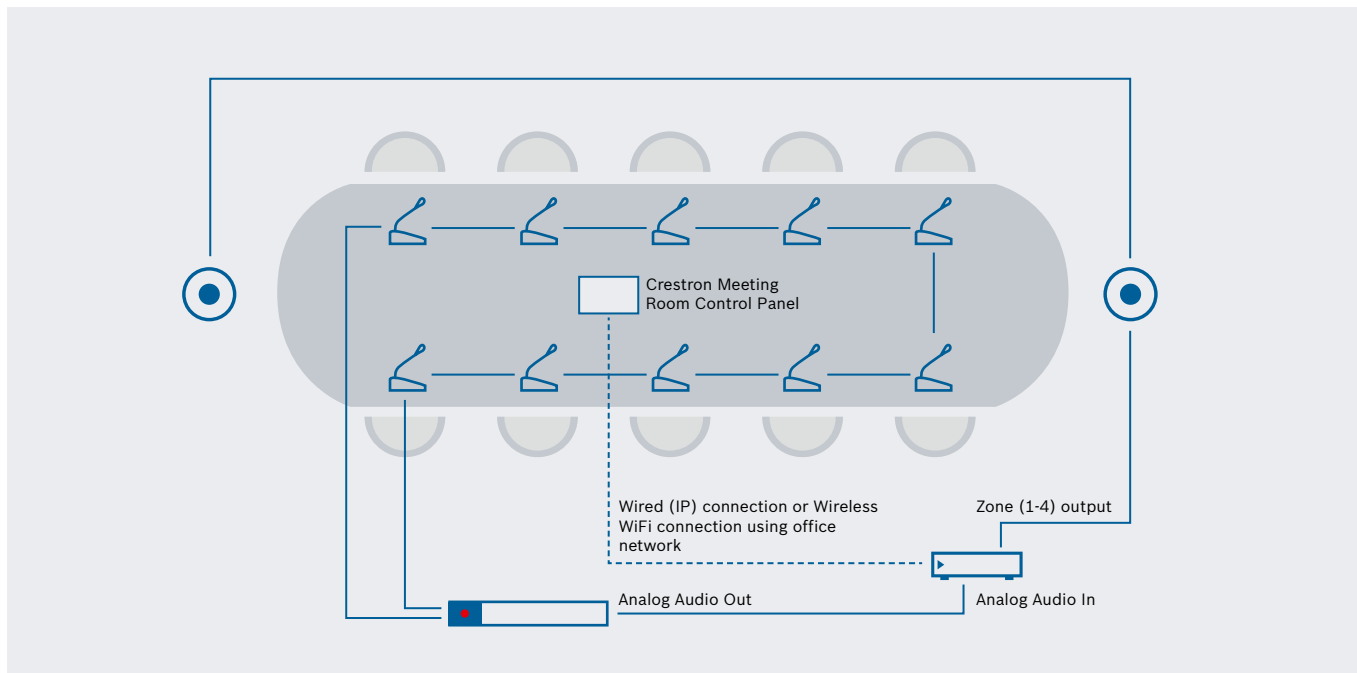 Crestron Meeting
Room Control Panel
Wired (IP) connection or Wireless
WiFi connection using office
network
Zone (1-4) output
Analog Audio Out
Analog Audio In